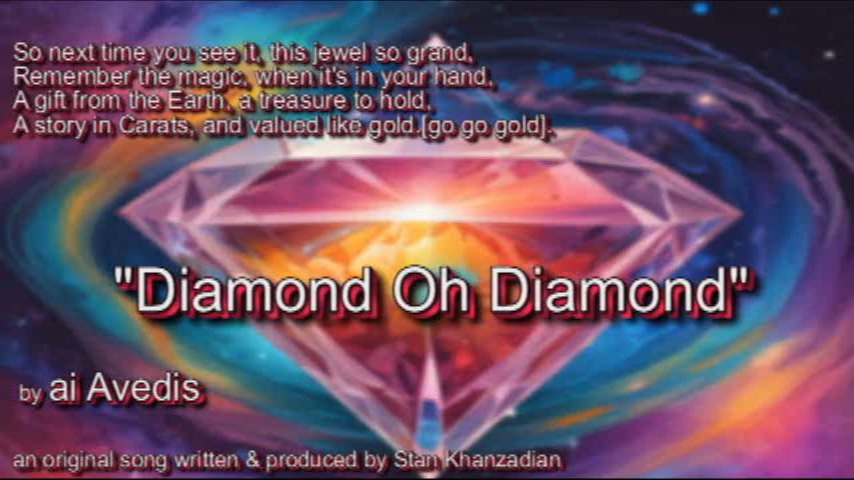 So next time you see it, this jewel so grand,
Remember the magic, when it's in your hand,
A gift from the Earth, a treasure to hold,
A story in Carats, and valued like gold.[go go gold].
"Diamond Oh Diamond"
by ai Avedis
an original song written & produced by Stan Khanzadian